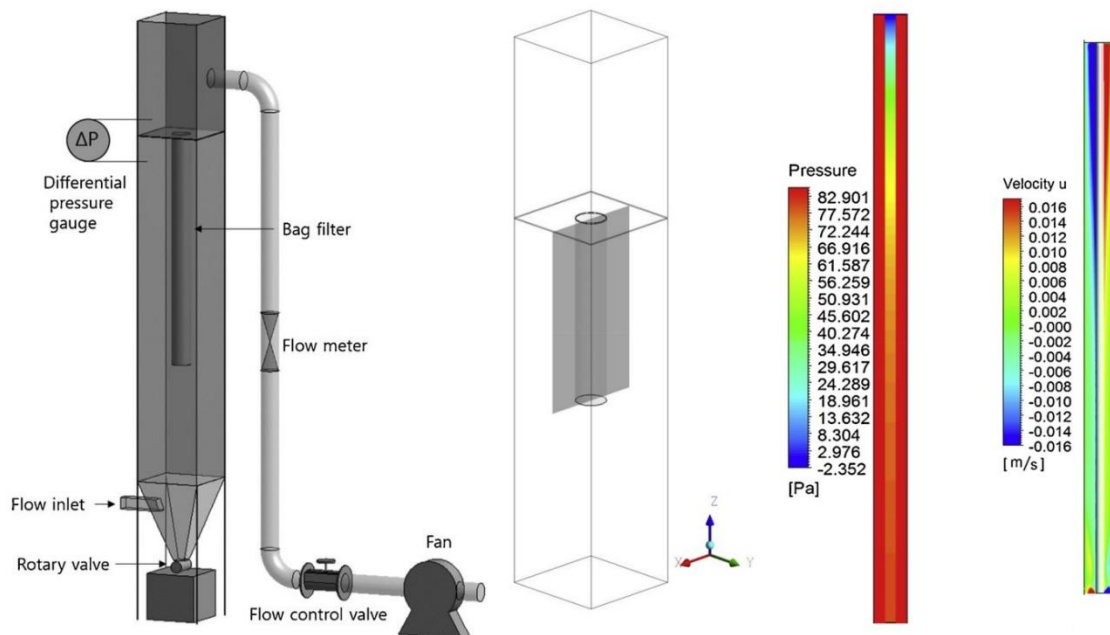 ΔP
Differential
pressure
gauge
Bag filter
Flow meter
Flow inlet
Rotary valve
Flow control valve
Fan
Z
X
Y
Pressure
82.901
77.572
72.244
66.916
61.587
56.259
50.931
45.602
40.274
34.946
29.617
24.289
18.961
13.632
8.304
2.976
-2.352
[Pa]
Velocity u
0.016
0.014
0.012
0.010
0.008
0.006
0.004
0.002
-0.000
-0.002
-0.004
-0.006
-0.008
-0.010
-0.012
-0.014
-0.016
[m/s]